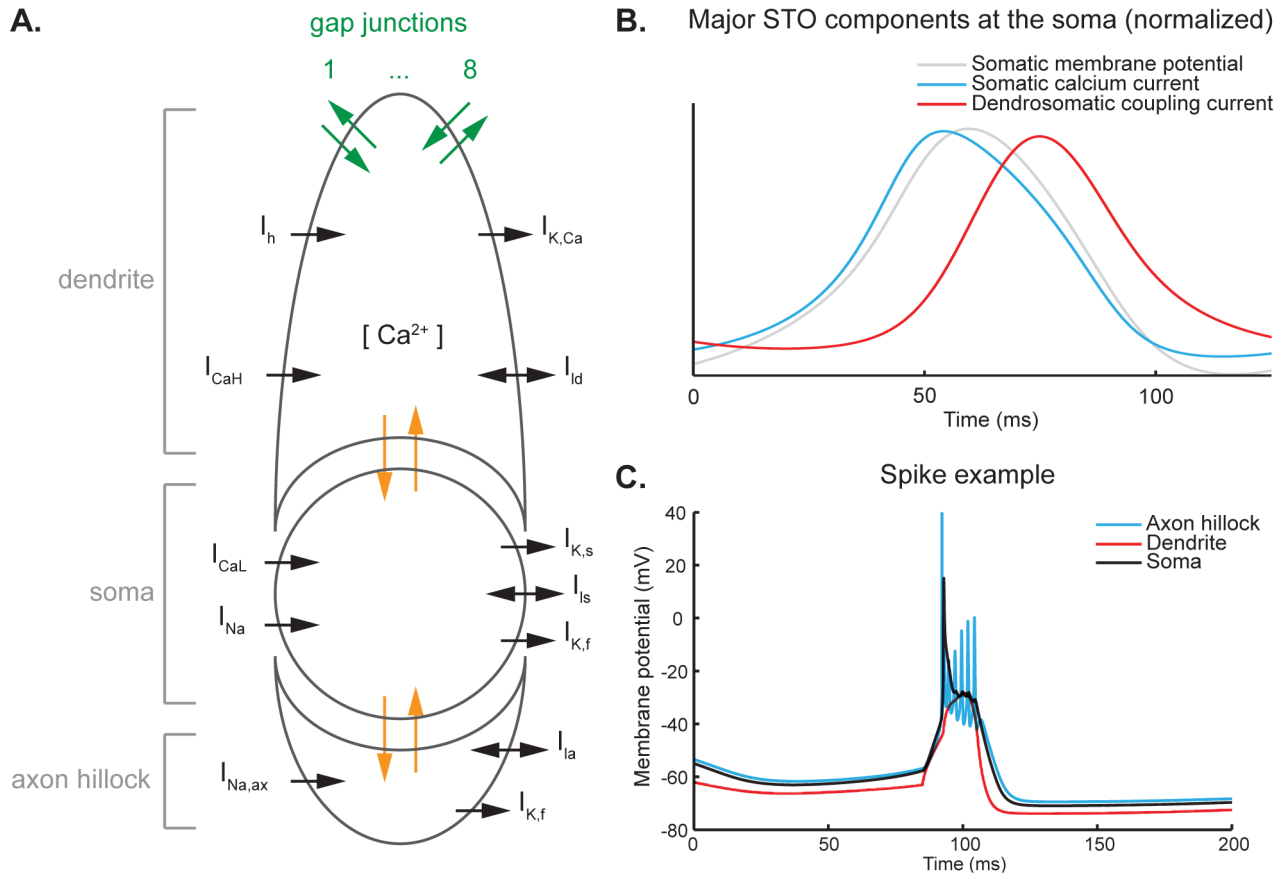 A.
gap junctions
1 ... 8
I_h
I_K,Ca
dendrite
[ Ca²⁺ ]
I_CaH
I_ld
I_CaL
I_K,s
soma
I_ls
I_Na
I_K,f
I_la
axon hillock
I_Na,ax
I_K,f
B.
Major STO components at the soma (normalized)
Somatic membrane potential
Somatic calcium current
Dendrosomatic coupling current
0 50 100
Time (ms)
C.
Spike example
Axon hillock
Dendrite
Soma
Membrane potential (mV)
40
20
0
-20
-40
-60
-80
0 50 100 150 200
Time (ms)